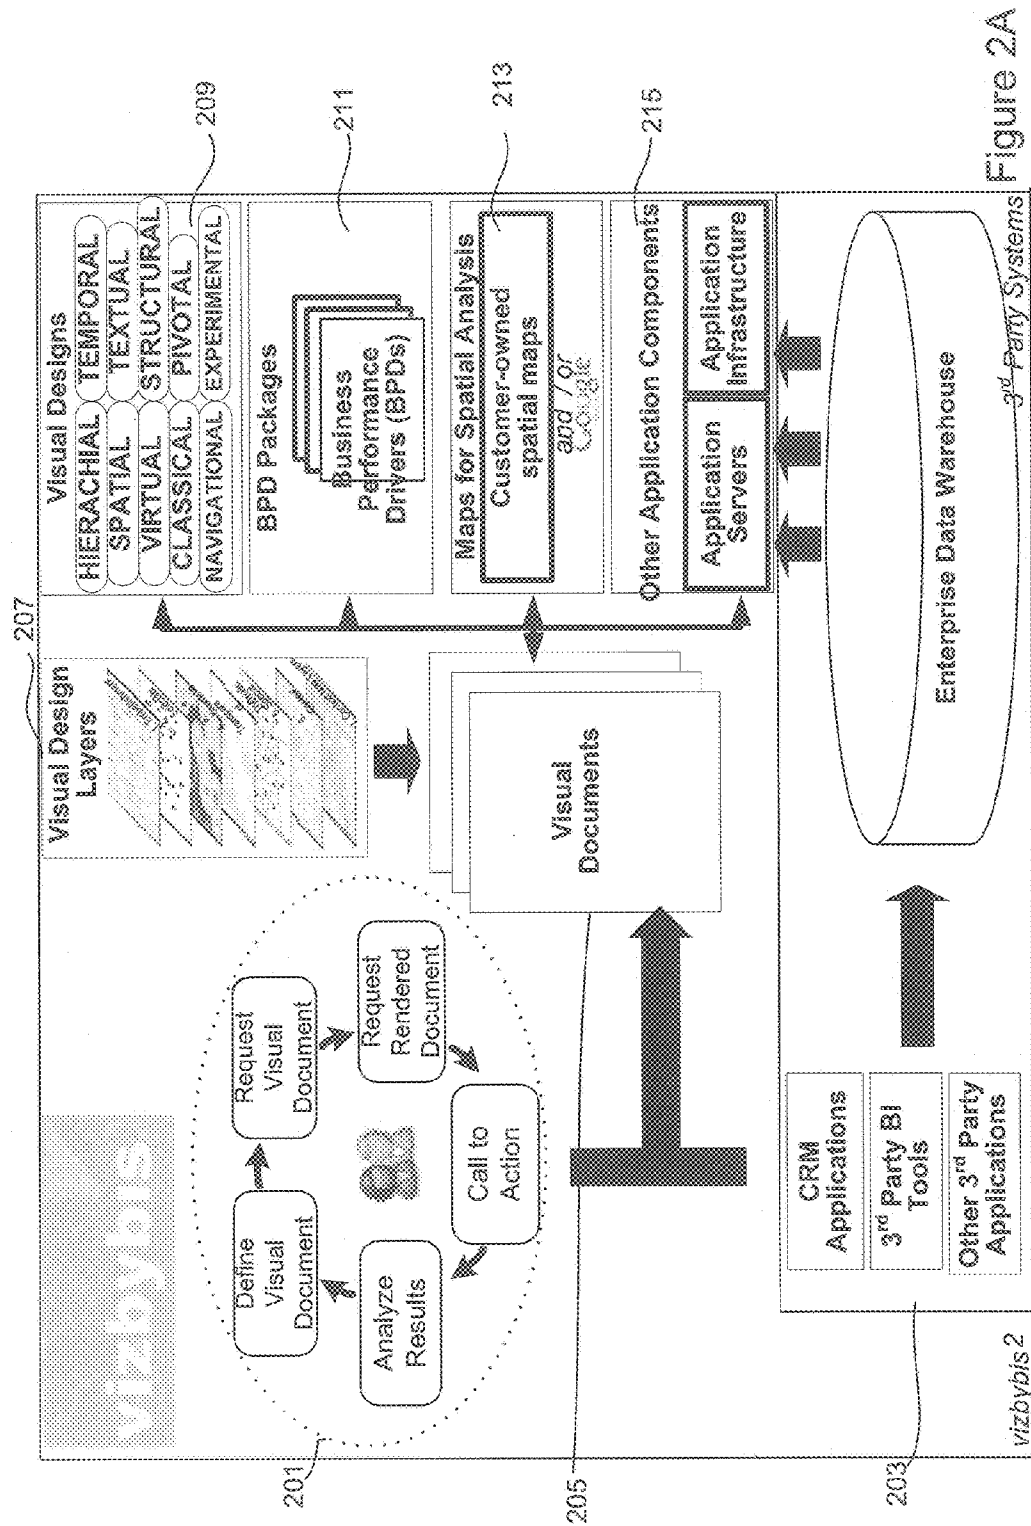 207
vizbybis
Visual Design
Layers
Visual Designs
HIERACHIAL
TEMPORAL
SPATIAL
TEXTUAL
VIRTUAL
STRUCTURAL
CLASSICAL
PIVOTAL
NAVIGATIONAL
EXPERIMENTAL
209
BPD Packages
Business
Performance
Drivers (BPDs)
211
Maps for Spatial Analysis
Customer-owned
spatial maps
and / or
Google
213
Other Application Components
Application
Servers
Application
Infrastructure
215
Define
Visual
Document
Request
Visual
Document
Request
Rendered
Document
Call to
Action
Analyze
Results
201
Visual
Documents
205
CRM
Applications
3rd Party BI
Tools
Other 3rd Party
Applications
203
Enterprise Data Warehouse
3rd Party Systems
vizbybis 2
Figure 2A